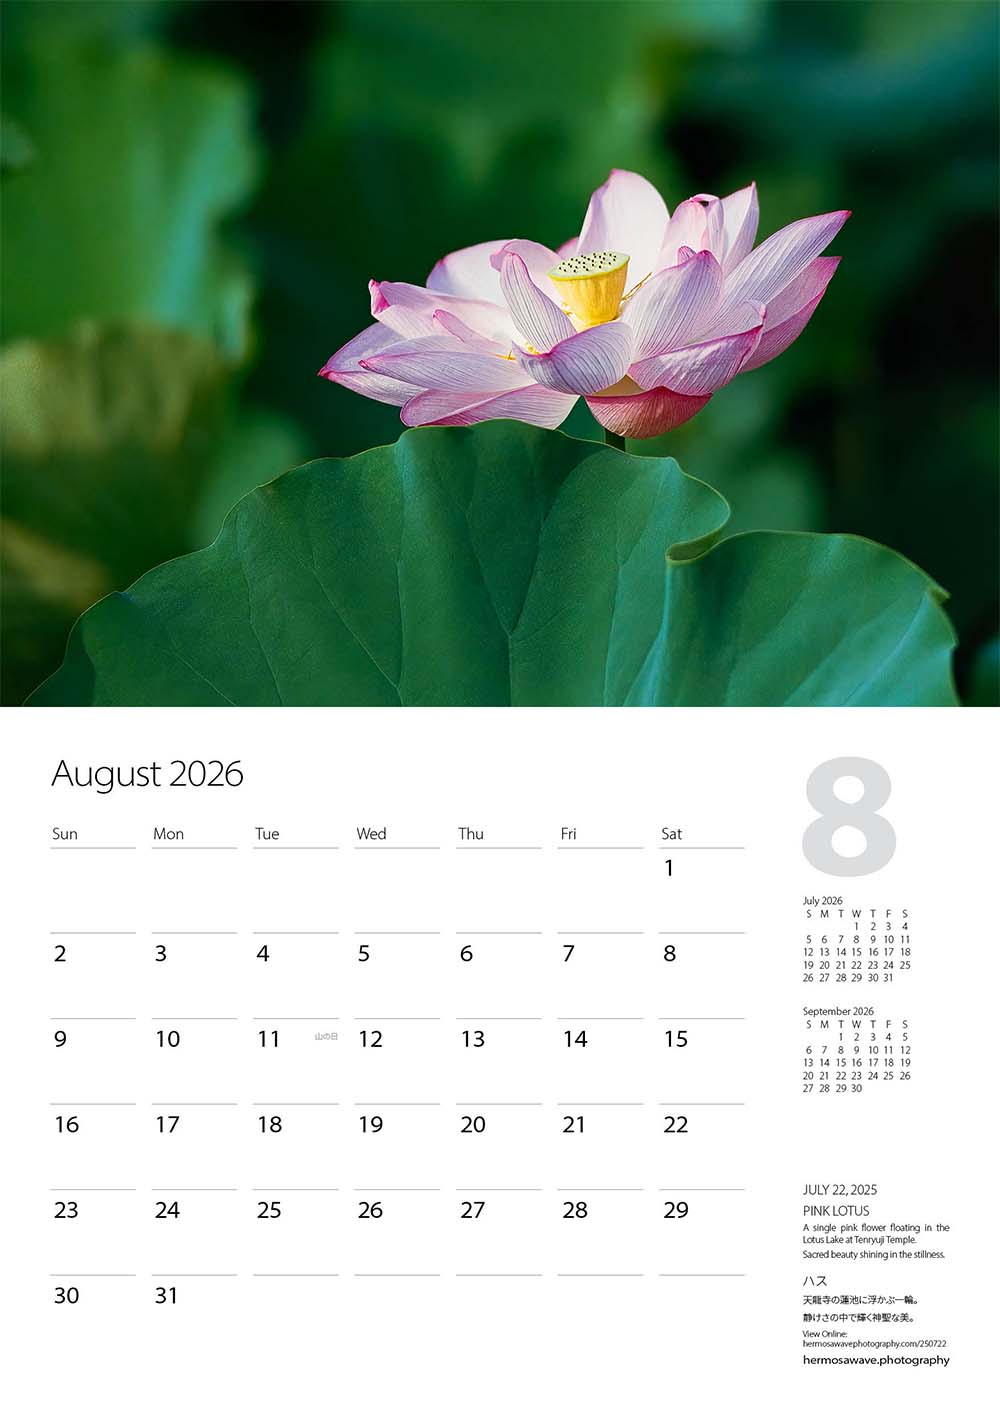 August 2026
8
Sun Mon Tue Wed Thu Fri Sat
1
2 3 4 5 6 7 8
9 10 11 山の日 12 13 14 15
16 17 18 19 20 21 22
23 24 25 26 27 28 29
30 31
July 2026
S M T W T F S
1 2 3 4
5 6 7 8 9 10 11
12 13 14 15 16 17 18
19 20 21 22 23 24 25
26 27 28 29 30 31
September 2026
S M T W T F S
1 2 3 4 5
6 7 8 9 10 11 12
13 14 15 16 17 18 19
20 21 22 23 24 25 26
27 28 29 30
JULY 22, 2025
PINK LOTUS
A single pink flower floating in the
Lotus Lake at Tenryuji Temple.
Sacred beauty shining in the stillness.
ハス
天龍寺の蓮池に浮かぶ一輪。
静けさの中で輝く神聖な美。
View Online:
hermosawavephotography.com/250722
hermosawave.photography